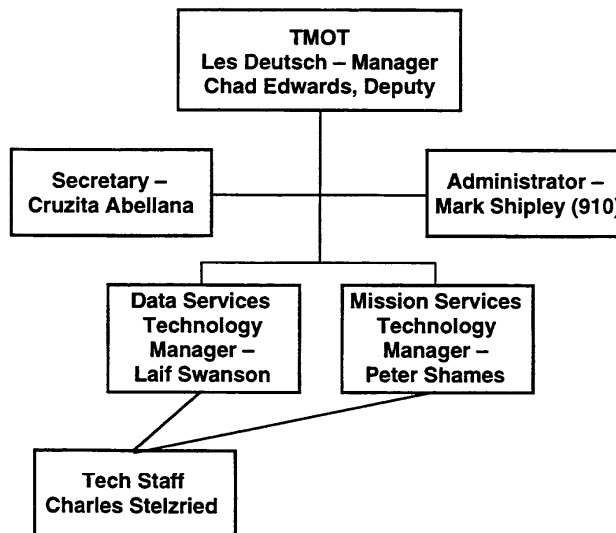 TMOT
Les Deutsch – Manager
Chad Edwards, Deputy
Secretary –
Cruzita Abellana
Administrator –
Mark Shipley (910)
Data Services
Technology
Manager –
Laif Swanson
Mission Services
Technology
Manager –
Peter Shames
Tech Staff
Charles Stelzried